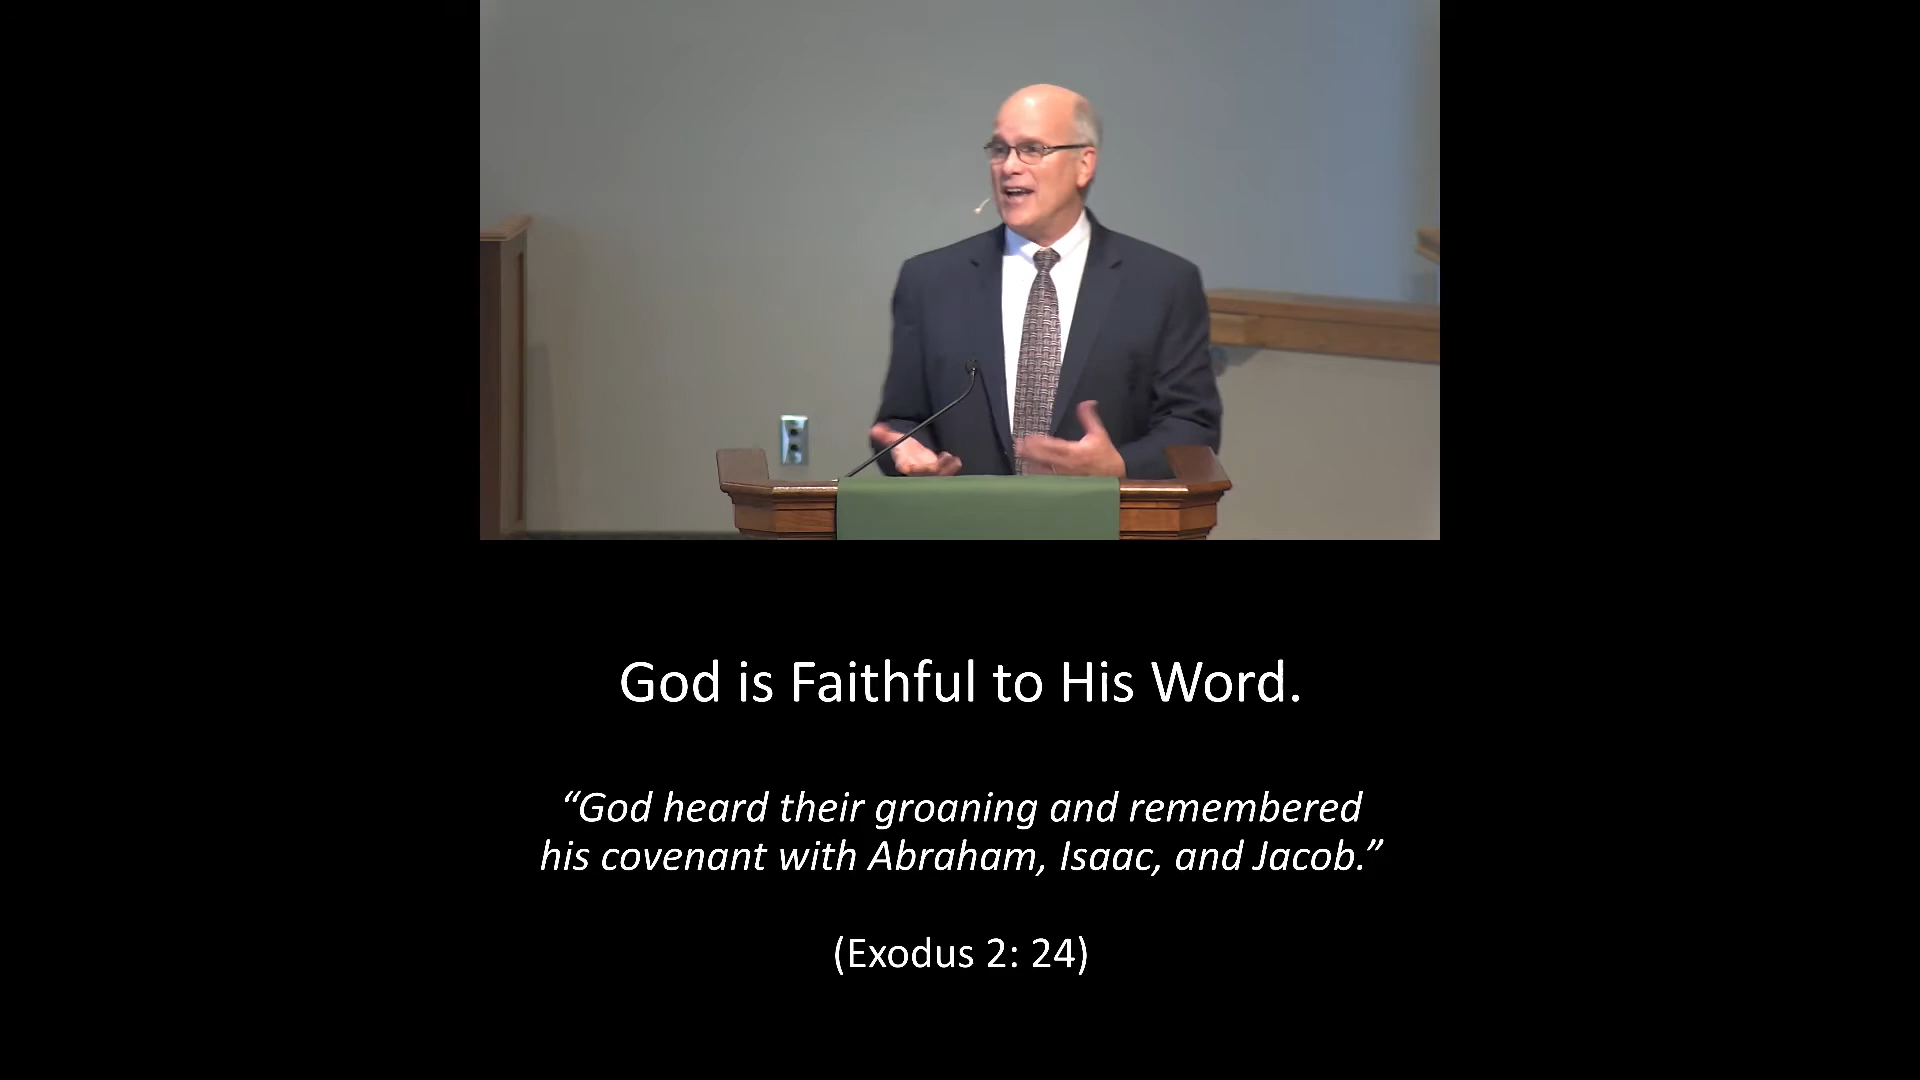 God is Faithful to His Word.
“God heard their groaning and remembered
his covenant with Abraham, Isaac, and Jacob.”
(Exodus 2: 24)